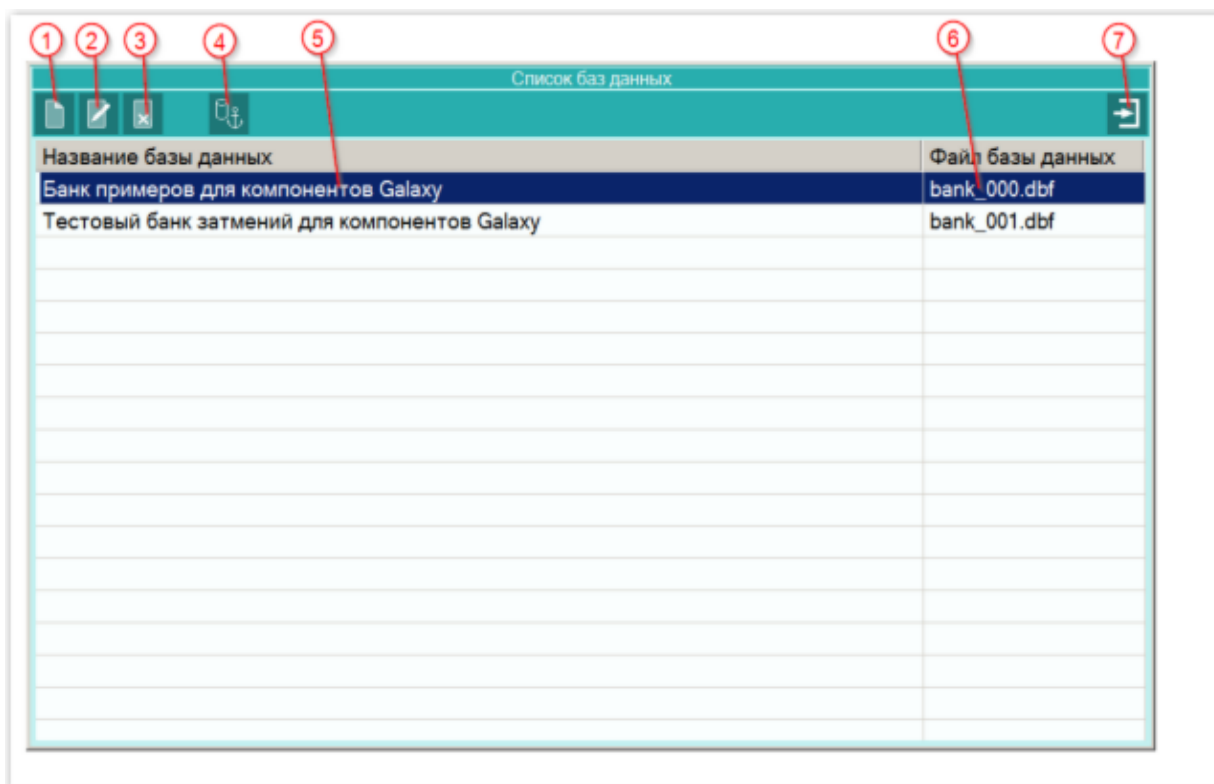 1 2 3 4 5 6 7
Список баз данных
Название базы данных Файл базы данных
Банк примеров для компонентов Galaxy bank_000.dbf
Тестовый банк затмений для компонентов Galaxy bank_001.dbf